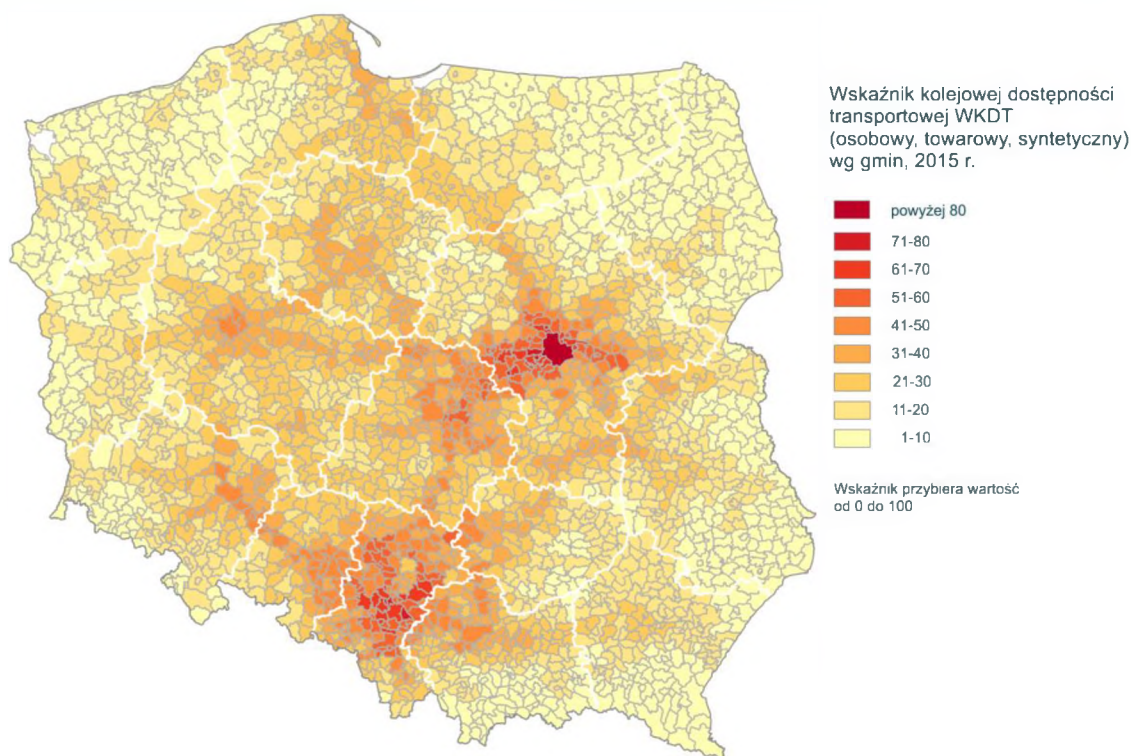 Wskaźnik kolejowej dostępności
transportowej WKDT
(osobowy, towarowy, syntetyczny)
wg gmin, 2015 r.
powyżej 80
71-80
61-70
51-60
41-50
31-40
21-30
11-20
1-10
Wskaźnik przybiera wartość
od 0 do 100